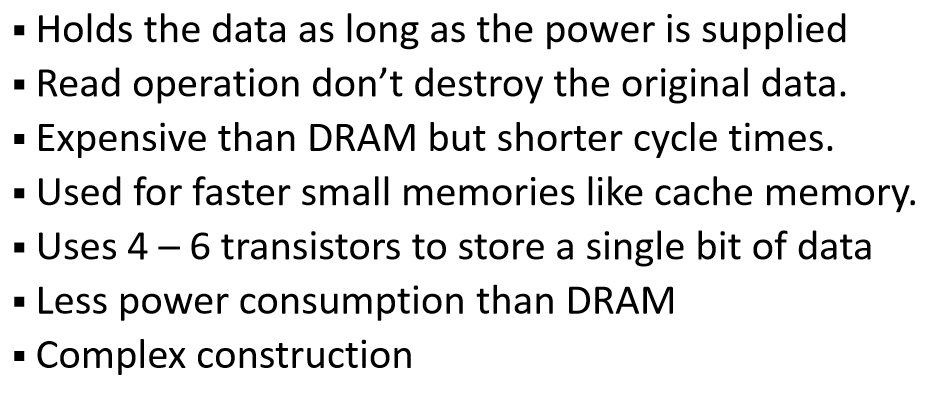 ▪ Holds the data as long as the power is supplied
▪ Read operation don’t destroy the original data.
▪ Expensive than DRAM but shorter cycle times.
▪ Used for faster small memories like cache memory.
▪ Uses 4 – 6 transistors to store a single bit of data
▪ Less power consumption than DRAM
▪ Complex construction